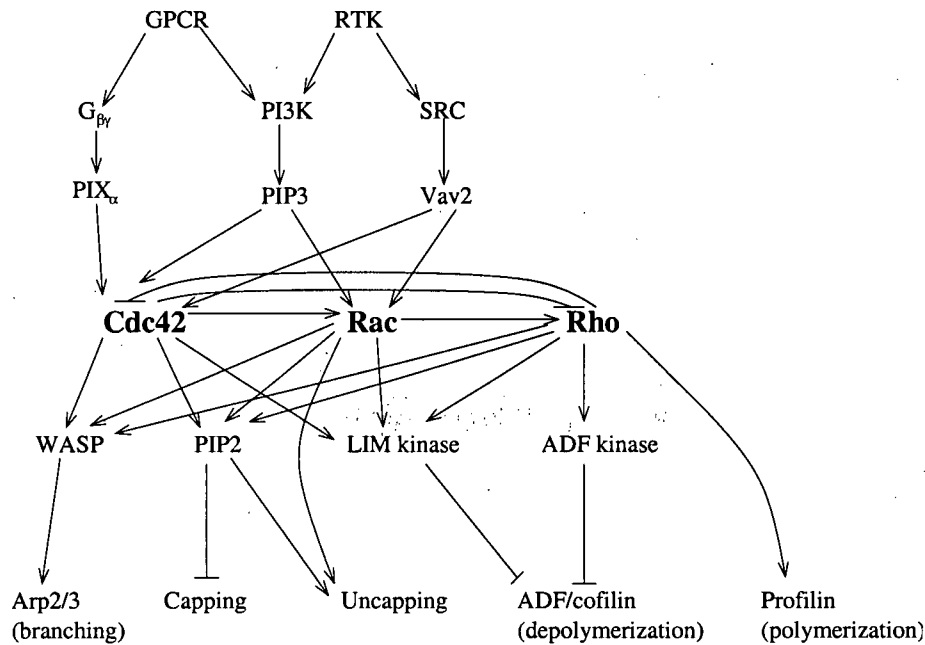 GPCR RTK
Gβγ PI3K SRC
PIXα PIP3 Vav2
Cdc42 Rac Rho
WASP PIP2 LIM kinase ADF kinase
Arp2/3 Capping Uncapping ADF/cofilin Profilin
(branching) (depolymerization) (polymerization)